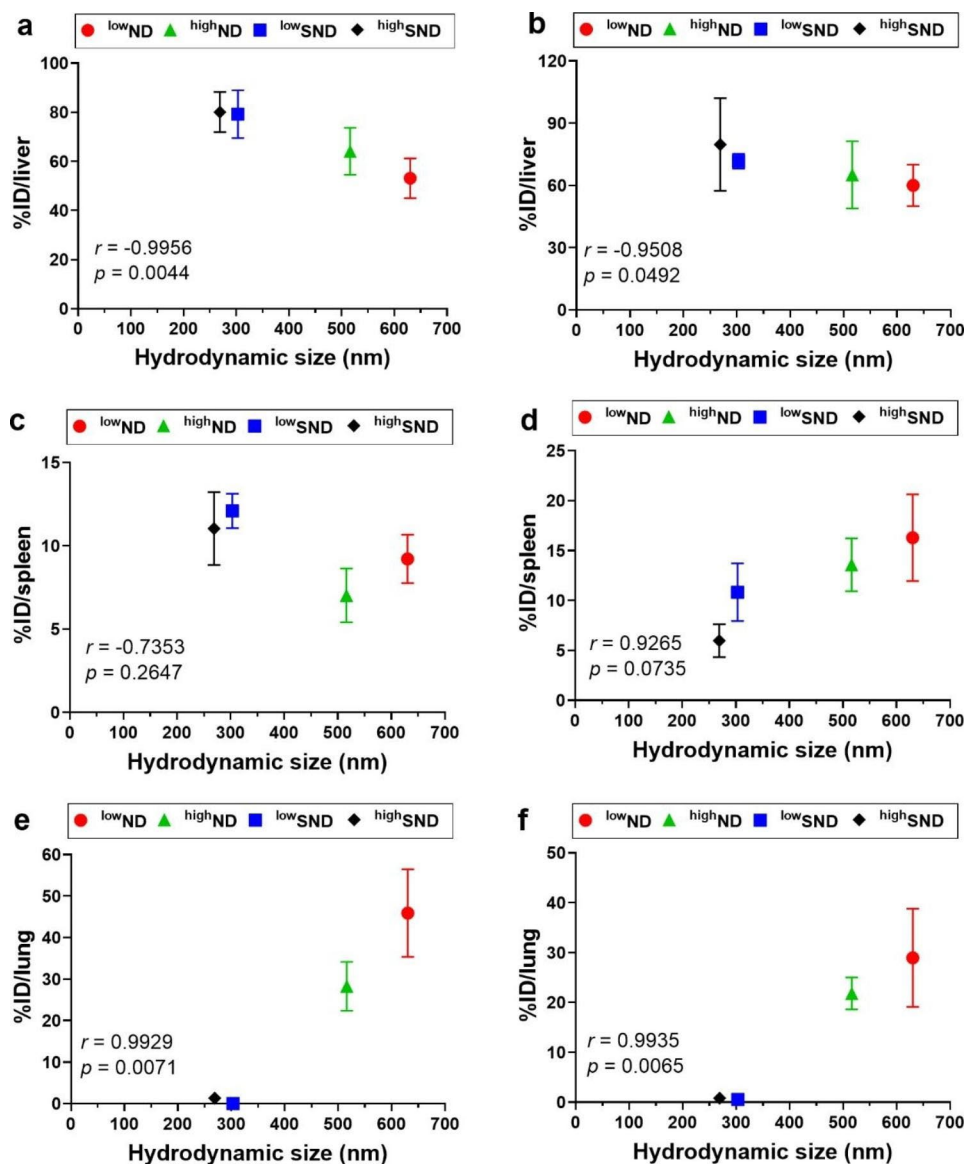 a
lowND highND lowSND highSND
100
80
60
40
20
0
%ID/liver
r = -0.9956
p = 0.0044
0 100 200 300 400 500 600 700
Hydrodynamic size (nm)
b
lowND highND lowSND highSND
120
90
60
30
0
%ID/liver
r = -0.9508
p = 0.0492
0 100 200 300 400 500 600 700
Hydrodynamic size (nm)
c
lowND highND lowSND highSND
15
10
5
0
%ID/spleen
r = -0.7353
p = 0.2647
0 100 200 300 400 500 600 700
Hydrodynamic size (nm)
d
lowND highND lowSND highSND
25
20
15
10
5
0
%ID/spleen
r = 0.9265
p = 0.0735
0 100 200 300 400 500 600 700
Hydrodynamic size (nm)
e
lowND highND lowSND highSND
60
50
40
30
20
10
0
%ID/lung
r = 0.9929
p = 0.0071
0 100 200 300 400 500 600 700
Hydrodynamic size (nm)
f
lowND highND lowSND highSND
50
40
30
20
10
0
%ID/lung
r = 0.9935
p = 0.0065
0 100 200 300 400 500 600 700
Hydrodynamic size (nm)